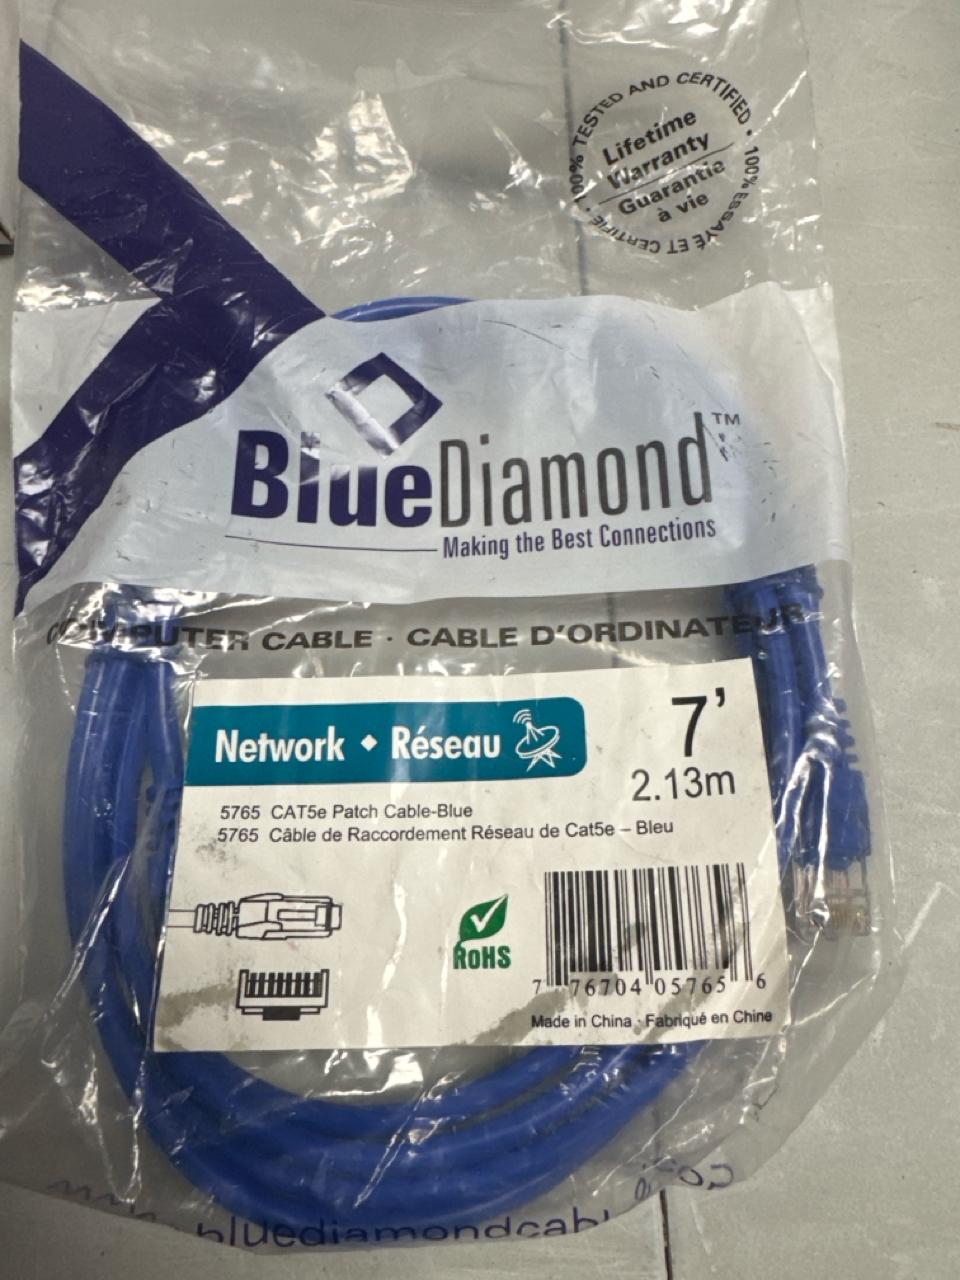 100% TESTED AND CERTIFIED • 100% ESSAYÉ ET CERTIFIÉ •
Lifetime
Warranty
Guarantie
à vie
BlueDiamond™
Making the Best Connections
COMPUTER CABLE · CABLE D'ORDINATEUR
Network ◆ Réseau
7'
2.13m
5765 CAT5e Patch Cable-Blue
5765 Câble de Raccordement Réseau de Cat5e – Bleu
RoHS
7 76704 05765 6
Made in China · Fabriqué en Chine
bluediamondcabl